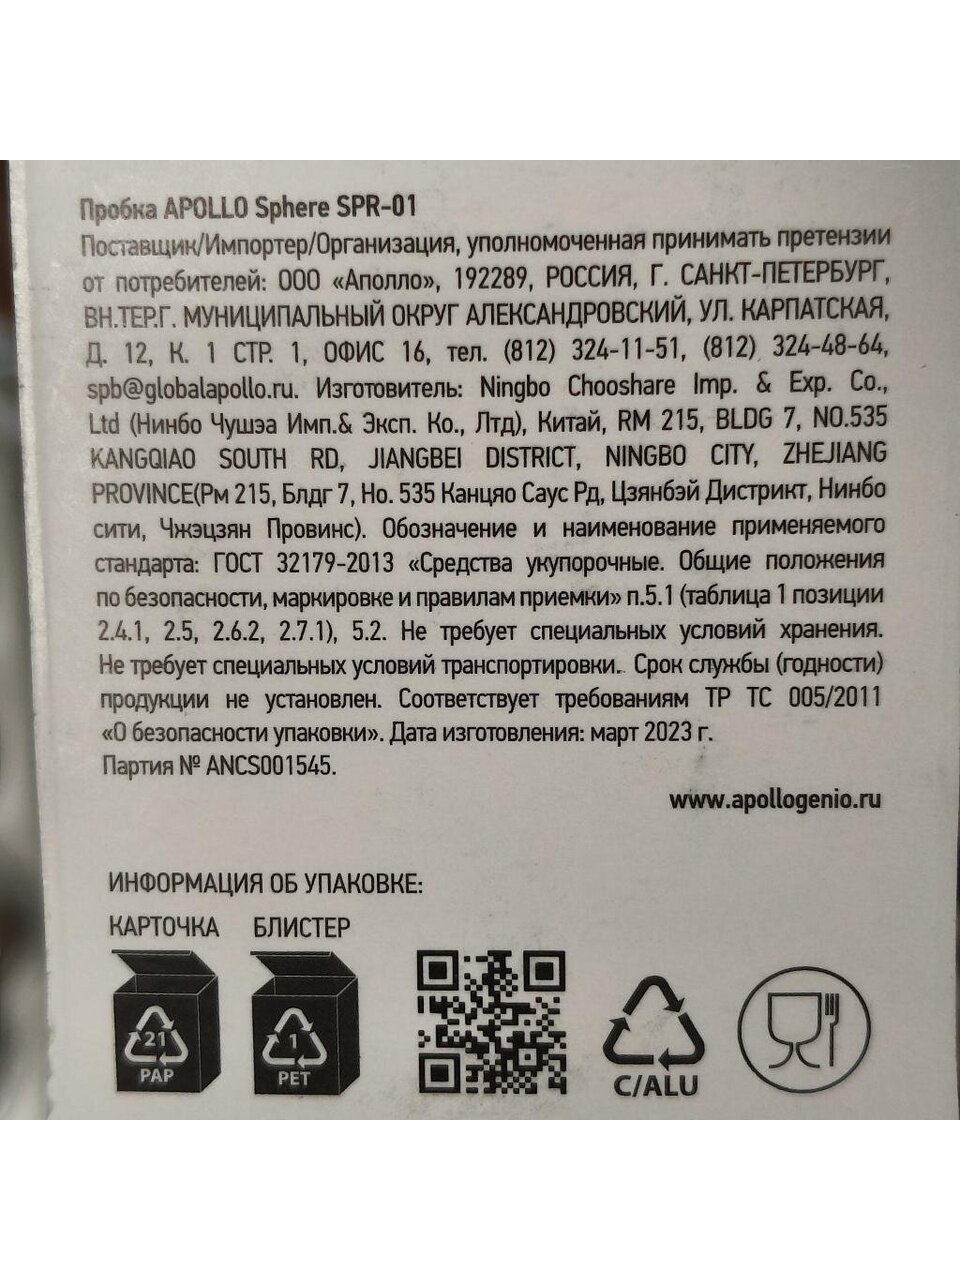 Пробка APOLLO Sphere SPR-01
Поставщик/Импортер/Организация, уполномоченная принимать претензии
от потребителей: ООО «Аполло», 192289, РОССИЯ, Г. САНКТ-ПЕТЕРБУРГ,
ВН.ТЕР.Г. МУНИЦИПАЛЬНЫЙ ОКРУГ АЛЕКСАНДРОВСКИЙ, УЛ. КАРПАТСКАЯ,
Д. 12, К. 1 СТР. 1, ОФИС 16, тел. (812) 324-11-51, (812) 324-48-64,
spb@globalapollo.ru. Изготовитель: Ningbo Chooshare Imp. & Exp. Co.,
Ltd (Нинбо Чушэа Имп.& Эксп. Ко., Лтд), Китай, RM 215, BLDG 7, NO.535
KANGQIAO SOUTH RD, JIANGBEI DISTRICT, NINGBO CITY, ZHEJIANG
PROVINCE(Рм 215, Блдг 7, Но. 535 Канцяо Саус Рд, Цзянбэй Дистрикт, Нинбо
сити, Чжэцзян Провинс). Обозначение и наименование применяемого
стандарта: ГОСТ 32179-2013 «Средства укупорочные. Общие положения
по безопасности, маркировке и правилам приемки» п.5.1 (таблица 1 позиции
2.4.1, 2.5, 2.6.2, 2.7.1), 5.2. Не требует специальных условий хранения.
Не требует специальных условий транспортировки. Срок службы (годности)
продукции не установлен. Соответствует требованиям ТР ТС 005/2011
«О безопасности упаковки». Дата изготовления: март 2023 г.
Партия № ANCS001545.
www.apollogenio.ru
ИНФОРМАЦИЯ ОБ УПАКОВКЕ:
КАРТОЧКА БЛИСТЕР
21 1
PAP PET C/ALU